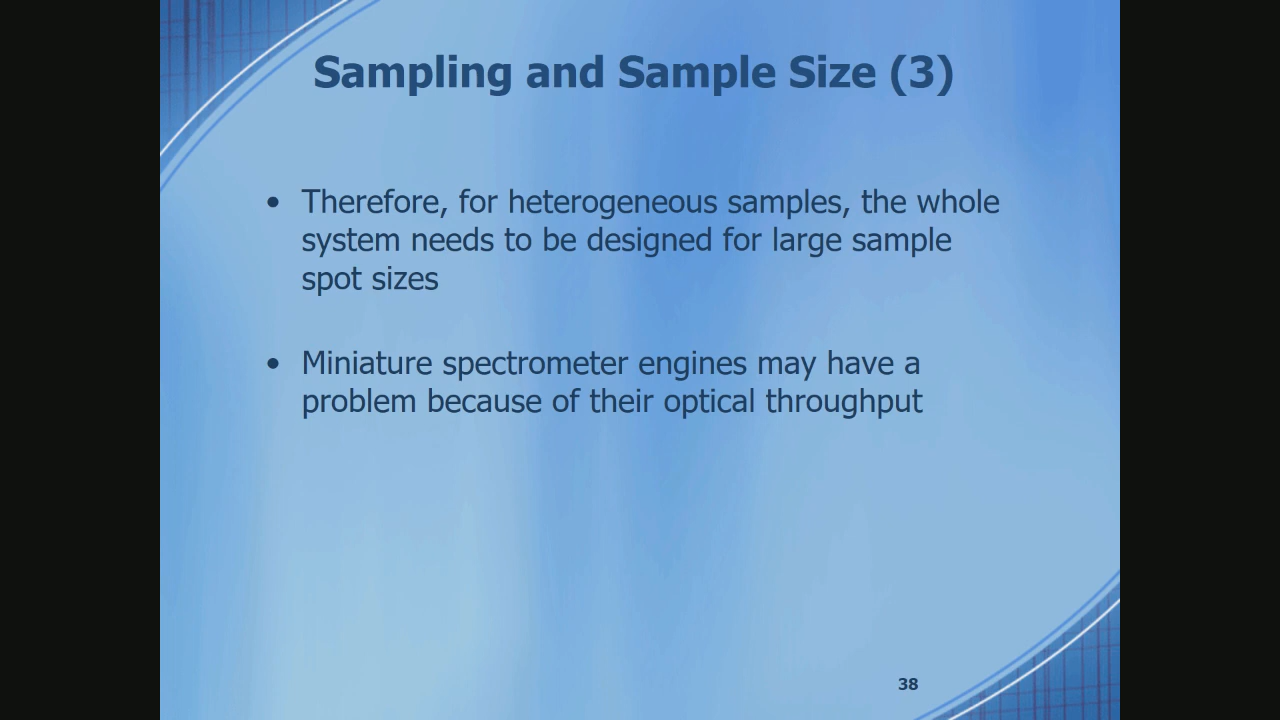 Sampling and Sample Size (3)
• Therefore, for heterogeneous samples, the whole
system needs to be designed for large sample
spot sizes
• Miniature spectrometer engines may have a
problem because of their optical throughput
38